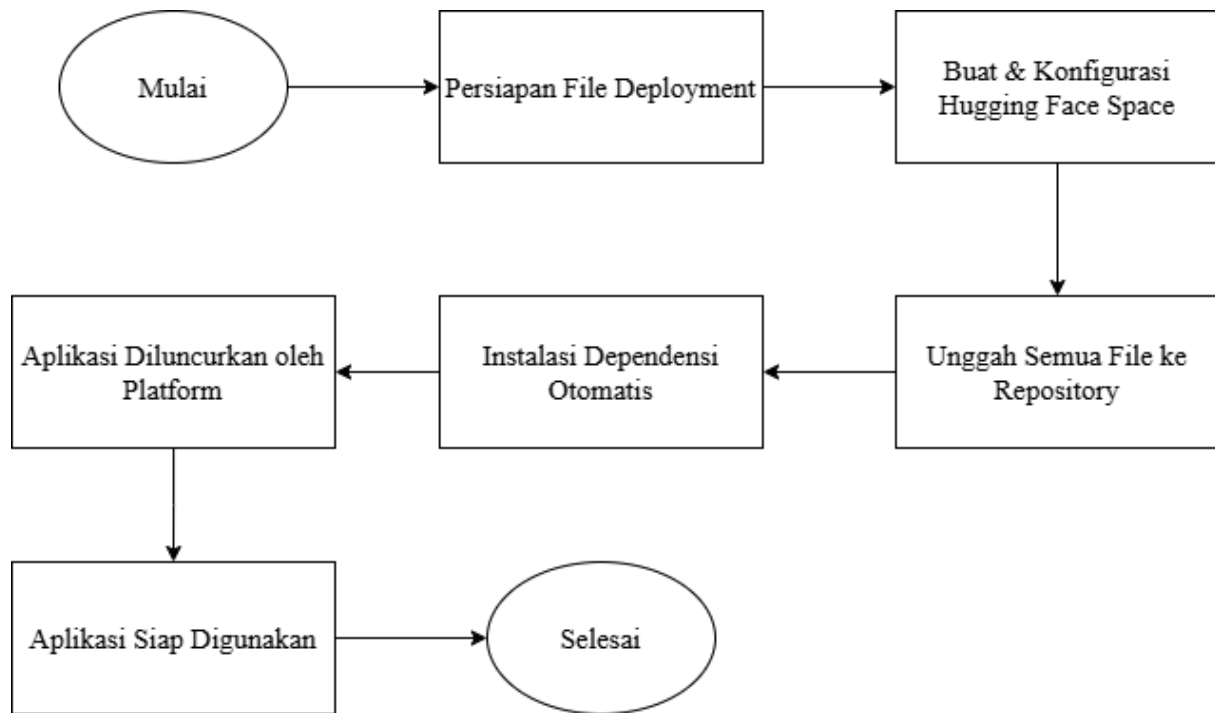 Mulai
Persiapan File Deployment
Buat & Konfigurasi
Hugging Face Space
Unggah Semua File ke
Repository
Instalasi Dependensi
Otomatis
Aplikasi Diluncurkan oleh
Platform
Aplikasi Siap Digunakan
Selesai